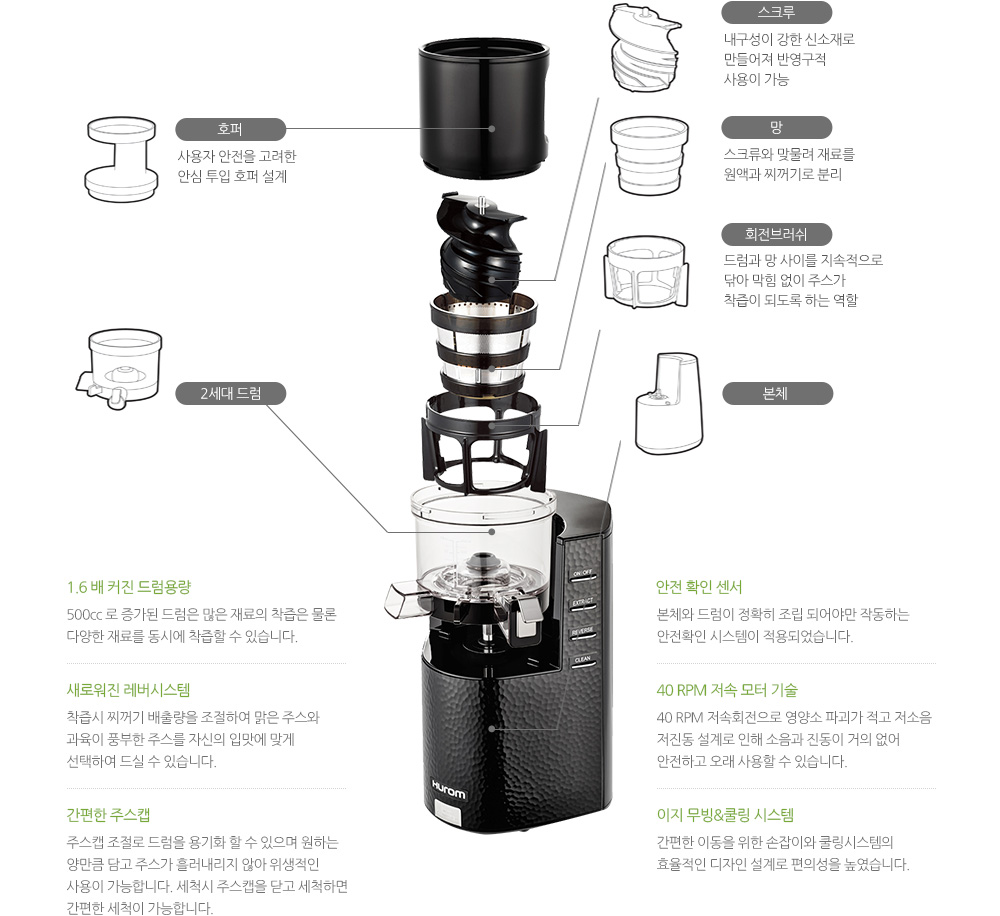 스크루
내구성이 강한 신소재로
만들어져 반영구적
사용이 가능
호퍼
사용자 안전을 고려한
안심 투입 호퍼 설계
망
스크류와 맞물려 재료를
원액과 찌꺼기로 분리
회전브러쉬
드럼과 망 사이를 지속적으로
닦아 막힘 없이 주스가
착즙이 되도록 하는 역할
2세대 드럼
본체
ON / OFF
EXTRACT
REVERSE
CLEAN
Hurom
1.6 배 커진 드럼용량
500cc 로 증가된 드럼은 많은 재료의 착즙은 물론
다양한 재료를 동시에 착즙할 수 있습니다.
새로워진 레버시스템
착즙시 찌꺼기 배출량을 조절하여 맑은 주스와
과육이 풍부한 주스를 자신의 입맛에 맞게
선택하여 드실 수 있습니다.
간편한 주스캡
주스캡 조절로 드럼을 용기화 할 수 있으며 원하는
양만큼 담고 주스가 흘러내리지 않아 위생적인
사용이 가능합니다. 세척시 주스캡을 닫고 세척하면
간편한 세척이 가능합니다.
안전 확인 센서
본체와 드럼이 정확히 조립 되어야만 작동하는
안전확인 시스템이 적용되었습니다.
40 RPM 저속 모터 기술
40 RPM 저속회전으로 영양소 파괴가 적고 저소음
저진동 설계로 인해 소음과 진동이 거의 없어
안전하고 오래 사용할 수 있습니다.
이지 무빙&쿨링 시스템
간편한 이동을 위한 손잡이와 쿨링시스템의
효율적인 디자인 설계로 편의성을 높였습니다.